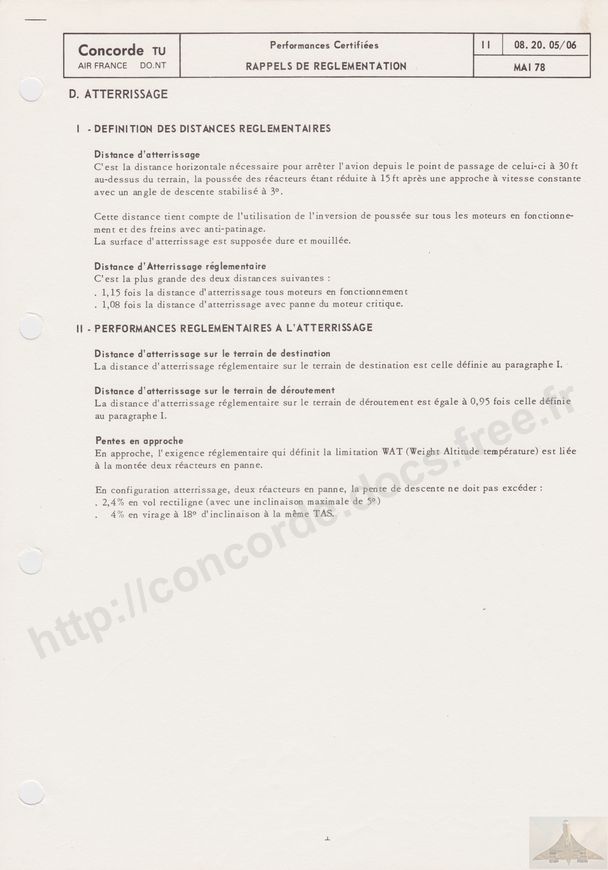 Concorde TU
AIR FRANCE DO.NT
Performances Certifiées
RAPPELS DE REGLEMENTATION
II
08. 20. 05/06
MAI 78
D. ATTERRISSAGE
I - DEFINITION DES DISTANCES REGLEMENTAIRES
Distance d'atterrissage
C'est la distance horizontale nécessaire pour arrêter l'avion depuis le point de passage de celui-ci à 30 ft
au-dessus du terrain, la poussée des réacteurs étant réduite à 15 ft après une approche à vitesse constante
avec un angle de descente stabilisé à 3º.
Cette distance tient compte de l'utilisation de l'inversion de poussée sur tous les moteurs en fonctionne-
ment et des freins avec anti-patinage.
La surface d'atterrissage est supposée dure et mouillée.
Distance d'Atterrissage réglementaire
C'est la plus grande des deux distances suivantes :
. 1,15 fois la distance d'atterrissage tous moteurs en fonctionnement
. 1,08 fois la distance d'atterrissage avec panne du moteur critique.
II - PERFORMANCES REGLEMENTAIRES A L'ATTERRISSAGE
Distance d'atterrissage sur le terrain de destination
La distance d'atterrissage réglementaire sur le terrain de destination est celle définie au paragraphe I.
Distance d'atterrissage sur le terrain de déroutement
La distance d'atterrissage réglementaire sur le terrain de déroutement est égale à 0,95 fois celle définie
au paragraphe I.
Pentes en approche
En approche, l'exigence réglementaire qui définit la limitation WAT (Weight Altitude température) est liée
à la montée deux réacteurs en panne.
En configuration atterrissage, deux réacteurs en panne, la pente de descente ne doit pas excéder :
. 2,4% en vol rectiligne (avec une inclinaison maximale de 5º)
. 4% en virage à 18º d'inclinaison à la même TAS.
http://concorde.docs.free.fr